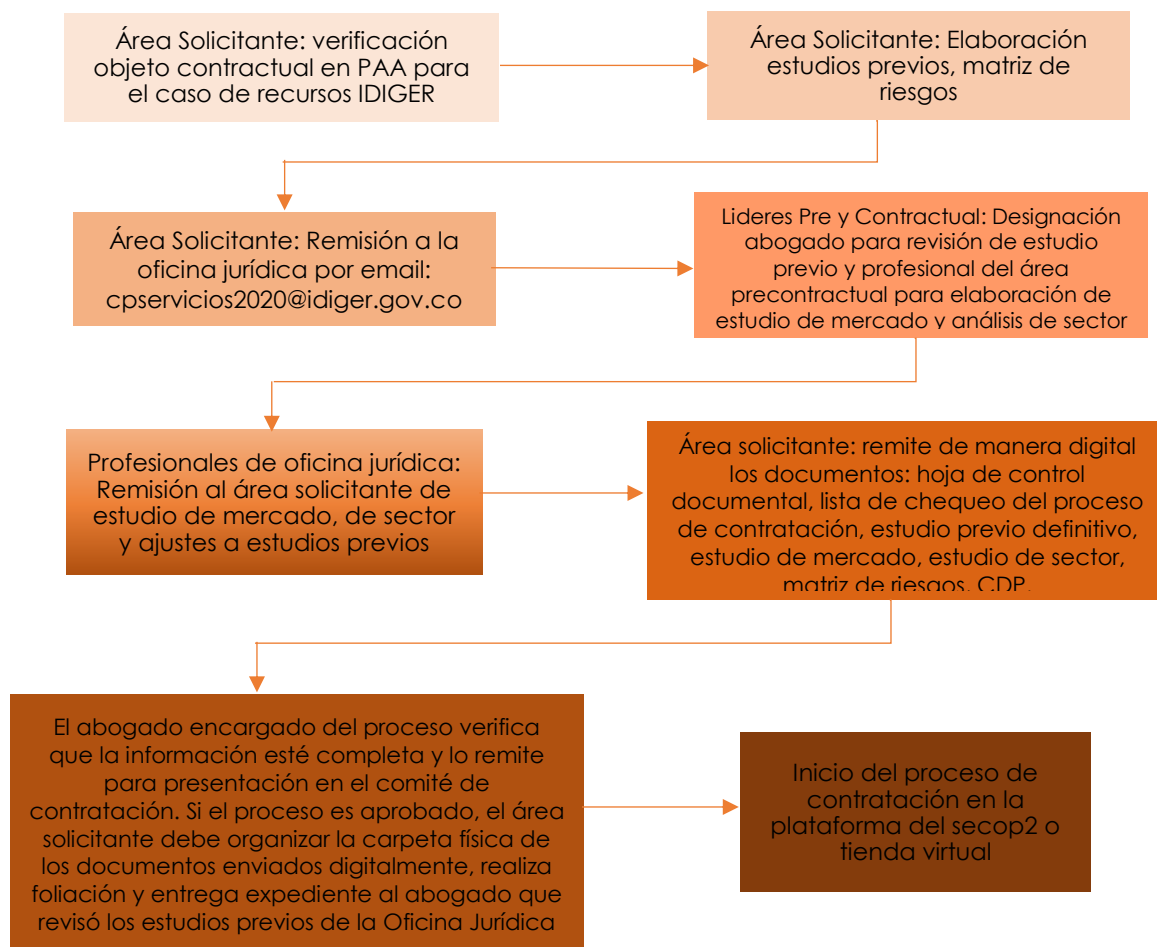 Área Solicitante: verificación
objeto contractual en PAA para
el caso de recursos IDIGER
Área Solicitante: Elaboración
estudios previos, matriz de
riesgos
Área Solicitante: Remisión a la
oficina jurídica por email:
cpservicios2020@idiger.gov.co
Lideres Pre y Contractual: Designación
abogado para revisión de estudio
previo y profesional del área
precontractual para elaboración de
estudio de mercado y análisis de sector
Profesionales de oficina jurídica:
Remisión al área solicitante de
estudio de mercado, de sector
y ajustes a estudios previos
Área solicitante: remite de manera digital
los documentos: hoja de control
documental, lista de chequeo del proceso
de contratación, estudio previo definitivo,
estudio de mercado, estudio de sector,
matriz de riesgos, CDP.
El abogado encargado del proceso verifica
que la información esté completa y lo remite
para presentación en el comité de
contratación. Si el proceso es aprobado, el área
solicitante debe organizar la carpeta física de
los documentos enviados digitalmente, realiza
foliación y entrega expediente al abogado que
revisó los estudios previos de la Oficina Jurídica
Inicio del proceso de
contratación en la
plataforma del secop2 o
tienda virtual